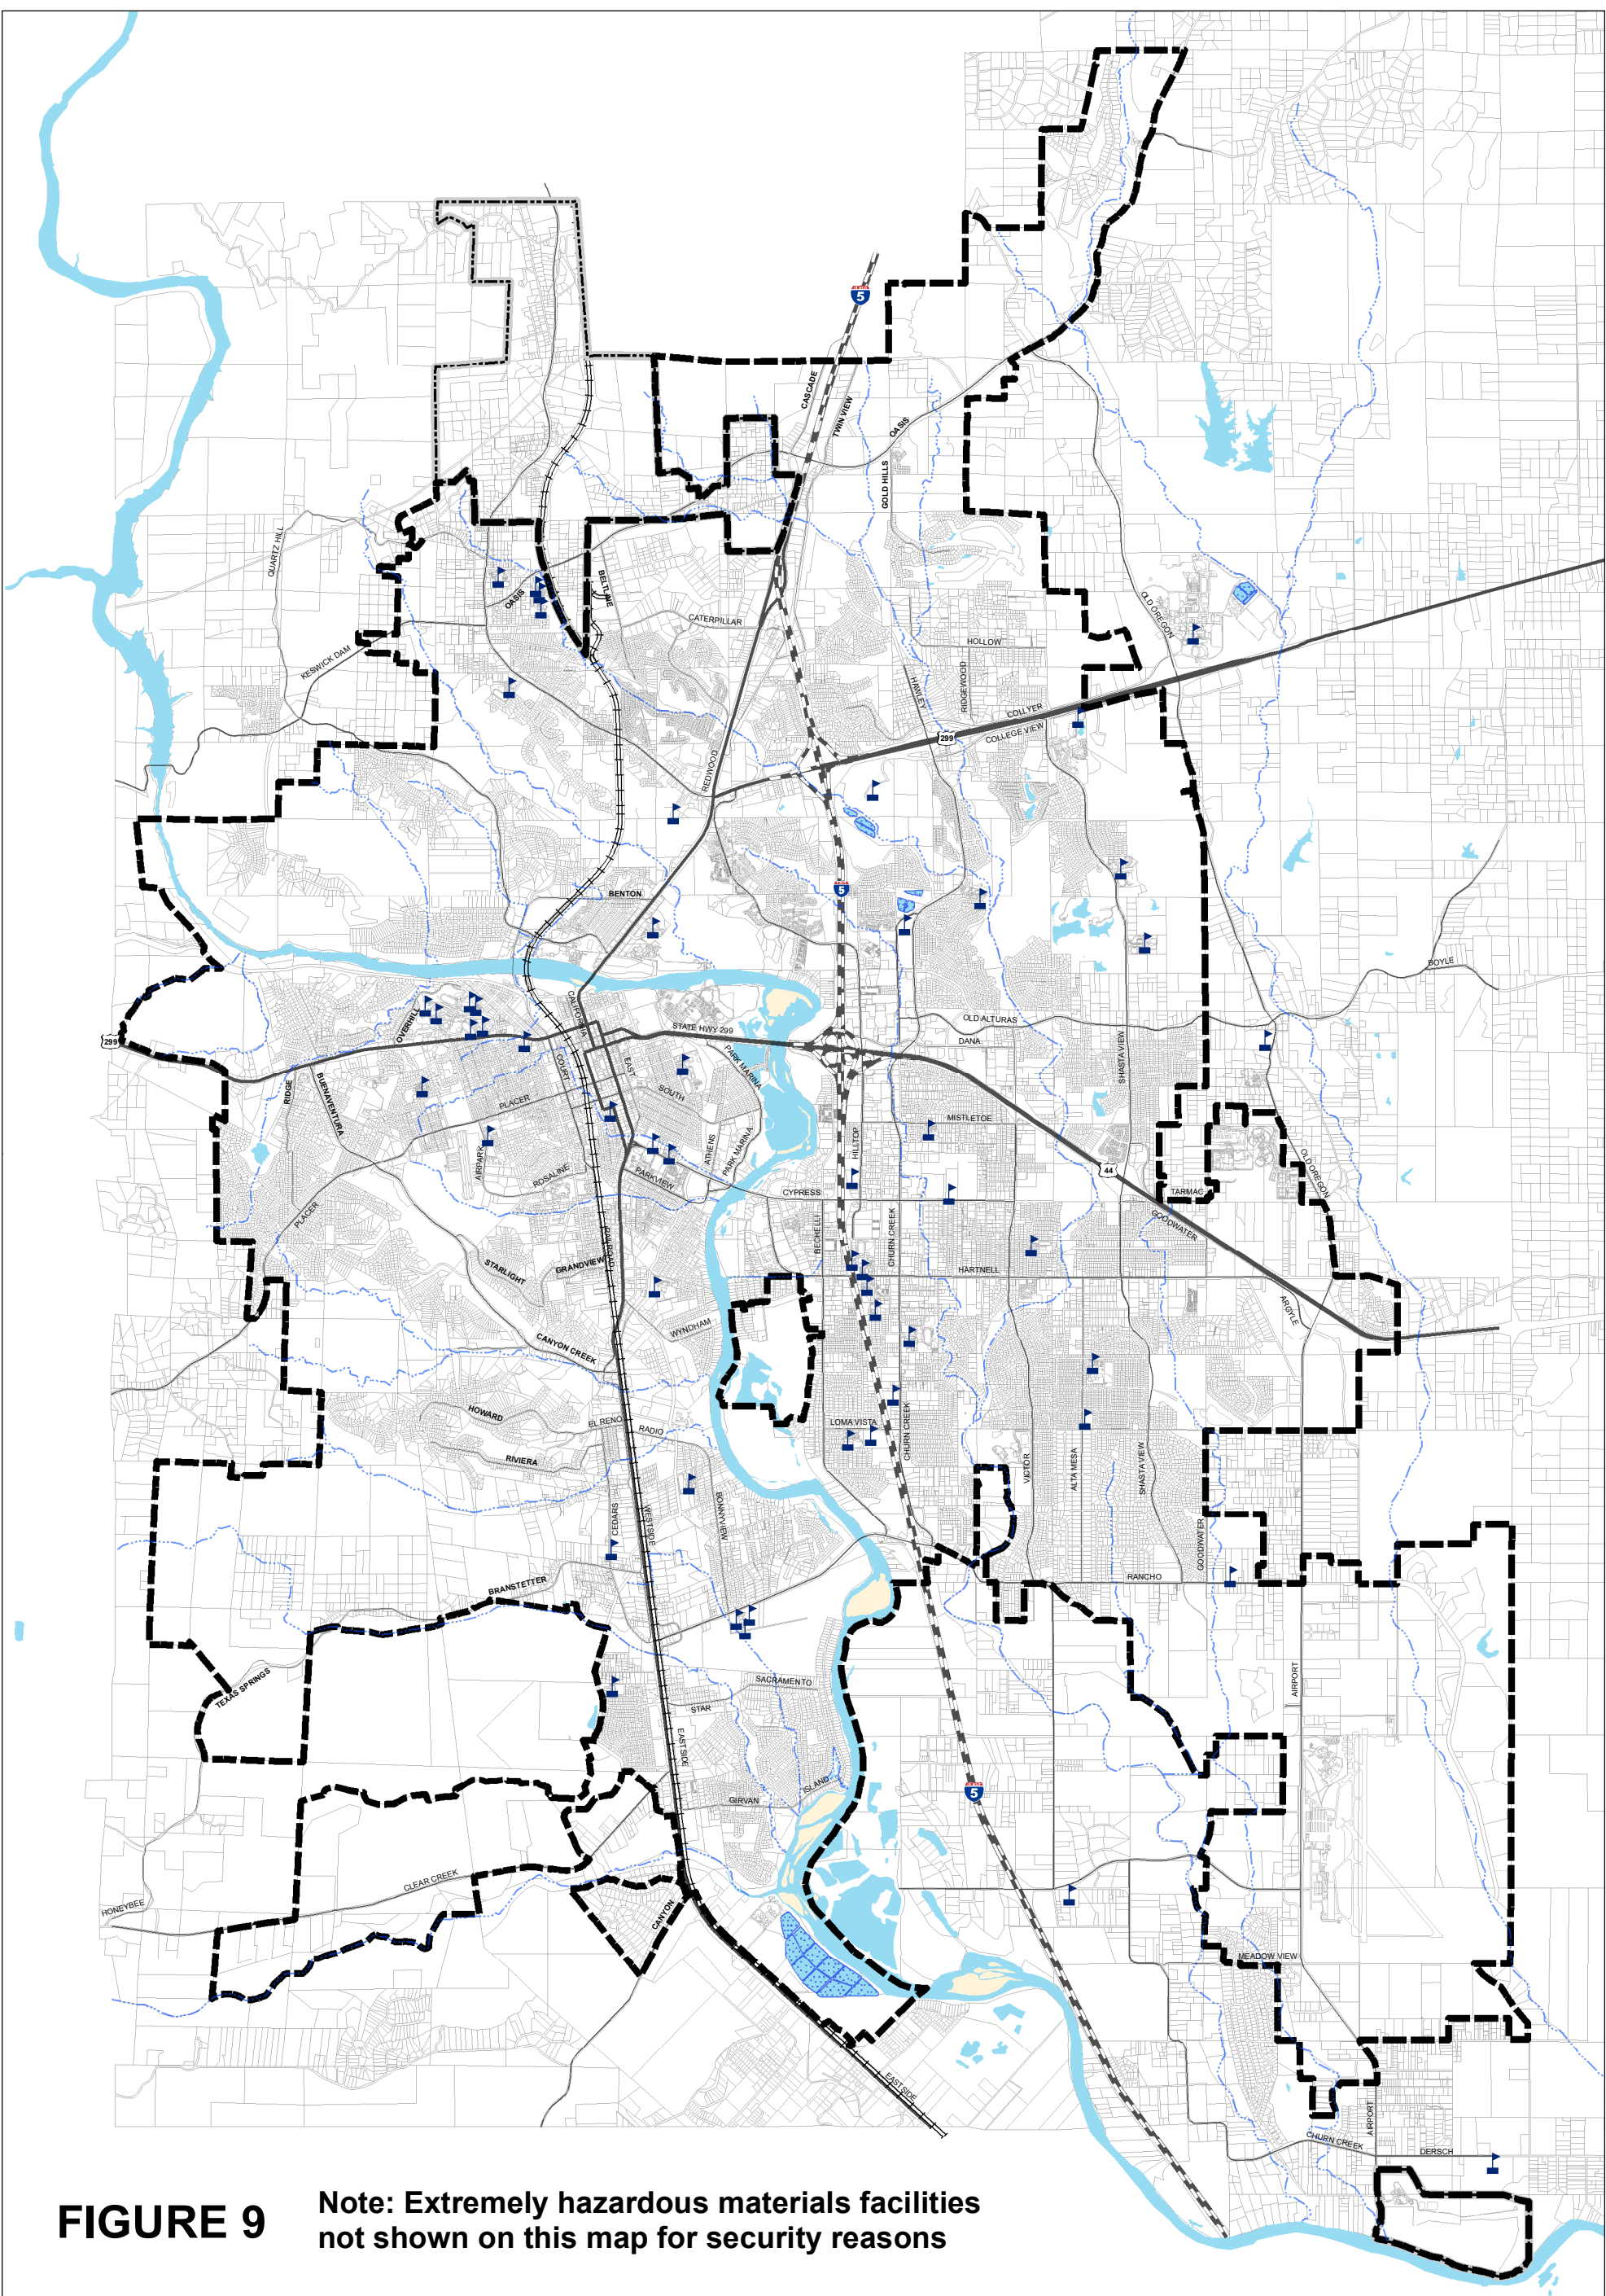 5
CASCADE
TWIN VIEW
OASIS
GOLD HILLS
QUARTZ HILL
OASIS
BELTLINE
CATERPILLAR
OLD OREGON
HOLLOW
KESWICK DAM
HAWLEY
RIDGEWOOD
COLLYER
299
COLLEGE VIEW
REDWOOD
5
BENTON
BOYLE
CALIFORNIA
OVERHILL
OLD ALTURAS
STATE HWY 299
299
DANA
COURT
EAST
PARK MARINA
SHASTA VIEW
RIDGE
BUENAVENTURA
SOUTH
PLACER
MISTLETOE
HILLTOP
ATHENS
PARK MARINA
AIRPARK
ROSALINE
PARKVIEW
OLD OREGON
44
TARMAC
CYPRESS
PLACER
GOODWATER
BECHELLI
CHURN CREEK
RAILROAD
STARLIGHT
GRANDVIEW
HARTNELL
ARGYLE
WYNDHAM
CANYON CREEK
HOWARD
EL RENO
RADIO
LOMA VISTA
CHURN CREEK
RIVIERA
VICTOR
ALTA MESA
SHASTA VIEW
BONNYVIEW
CEDARS
WESTSIDE
GOODWATER
BRANSTETTER
RANCHO
TEXAS SPRINGS
SACRAMENTO
STAR
AIRPORT
EASTSIDE
ISLAND
GIRVAN
5
CLEAR CREEK
HONEYBEE
CANYON
MEADOW VIEW
EASTSIDE
AIRPORT
CHURN CREEK
DERSCH
FIGURE 9
Note: Extremely hazardous materials facilities
not shown on this map for security reasons